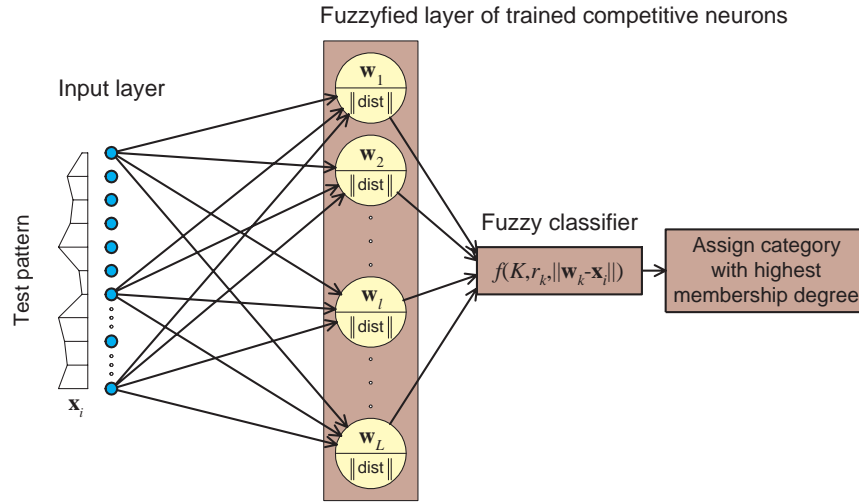 Fuzzyfied layer of trained competitive neurons
Input layer
w1
|| dist ||
w2
|| dist ||
Test pattern
Fuzzy classifier
f(K,rk,||wk-xi||)
Assign category
with highest
membership degree
wl
|| dist ||
xi
wL
|| dist ||